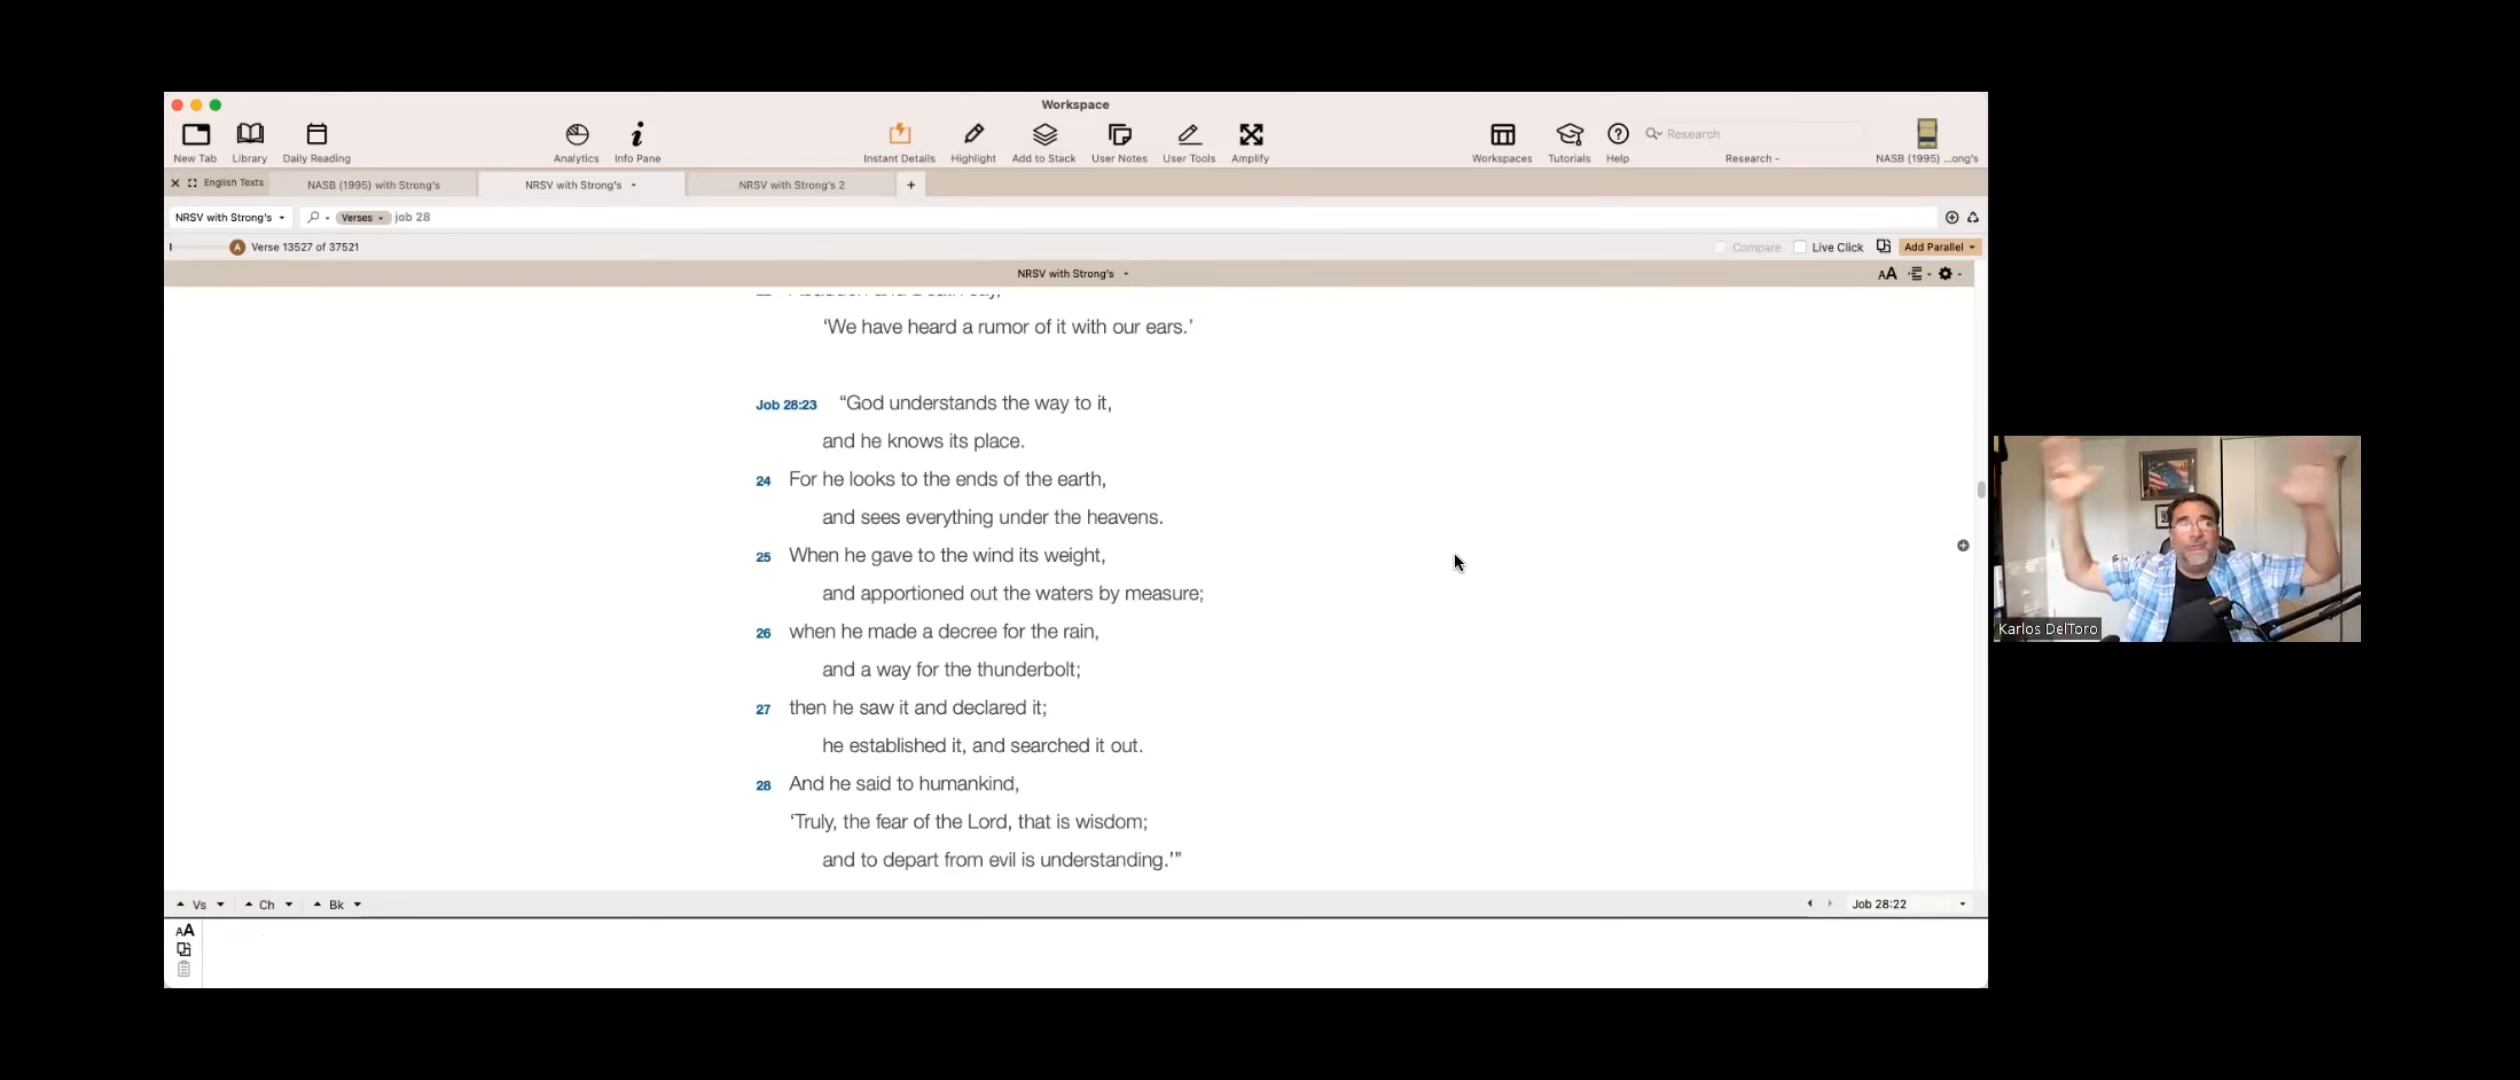 Workspace
New Tab
Library
Daily Reading
Analytics
Info Pane
Instant Details
Highlight
Add to Stack
User Notes
User Tools
Amplify
Workspaces
Tutorials
Help
Research
Research
NASB (1995) ...ong's
English Texts
NASB (1995) with Strong's
NRSV with Strong's
NRSV with Strong's 2
NRSV with Strong's
Verses
job 28
A
Verse 13527 of 37521
Compare
Live Click
Add Parallel
NRSV with Strong's
AA
‘We have heard a rumor of it with our ears.’
Job 28:23 “God understands the way to it,
and he knows its place.
24 For he looks to the ends of the earth,
and sees everything under the heavens.
25 When he gave to the wind its weight,
and apportioned out the waters by measure;
26 when he made a decree for the rain,
and a way for the thunderbolt;
27 then he saw it and declared it;
he established it, and searched it out.
28 And he said to humankind,
‘Truly, the fear of the Lord, that is wisdom;
and to depart from evil is understanding.’”
Karlos DelToro
Vs
Ch
Bk
Job 28:22
AA